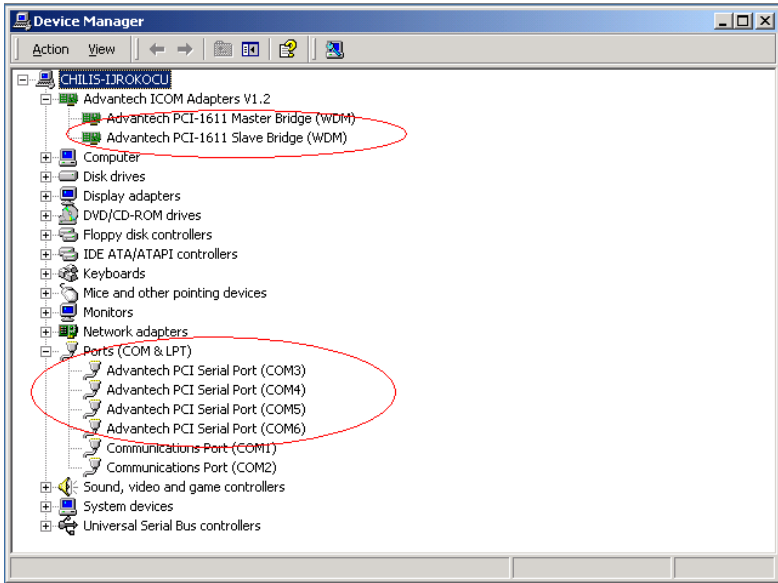 Device Manager
Action View
CHILIS-IJROKOCU
Advantech ICOM Adapters V1.2
Advantech PCI-1611 Master Bridge (WDM)
Advantech PCI-1611 Slave Bridge (WDM)
Computer
Disk drives
Display adapters
DVD/CD-ROM drives
Floppy disk controllers
IDE ATA/ATAPI controllers
Keyboards
Mice and other pointing devices
Monitors
Network adapters
Ports (COM & LPT)
Advantech PCI Serial Port (COM3)
Advantech PCI Serial Port (COM4)
Advantech PCI Serial Port (COM5)
Advantech PCI Serial Port (COM6)
Communications Port (COM1)
Communications Port (COM2)
Sound, video and game controllers
System devices
Universal Serial Bus controllers